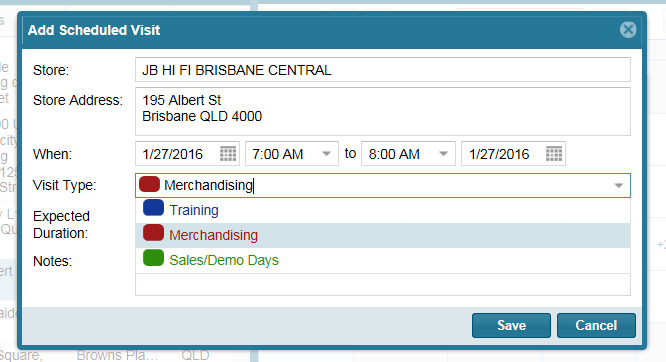 Add Scheduled Visit
Store: JB HI FI BRISBANE CENTRAL
Store Address: 195 Albert St
Brisbane QLD 4000
When: 1/27/2016 7:00 AM to 8:00 AM 1/27/2016
Visit Type: Merchandising
Training
Expected
Duration:
Merchandising
Notes: Sales/Demo Days
Save Cancel
Square, Browns Pla... QLD